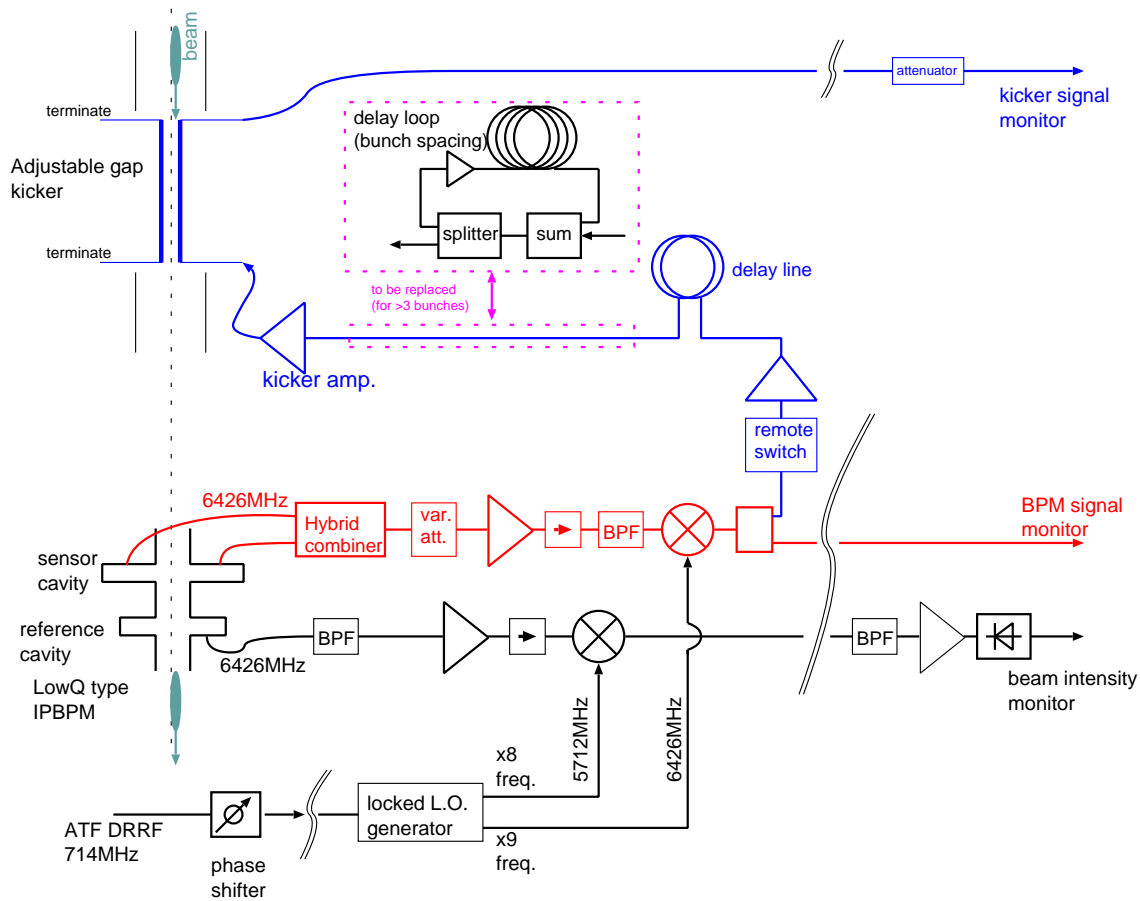 beam
attenuator
kicker signal
monitor
terminate
delay loop
(bunch spacing)
Adjustable gap
kicker
splitter
sum
terminate
delay line
to be replaced
(for >3 bunches)
kicker amp.
remote
switch
6426MHz
Hybrid
combiner
var.
att.
BPF
BPM signal
monitor
sensor
cavity
reference
cavity
6426MHz
BPF
BPF
LowQ type
IPBPM
beam intensity
monitor
5712MHz
6426MHz
x8
freq.
locked L.O.
generator
x9
freq.
ATF DRRF
714MHz
phase
shifter